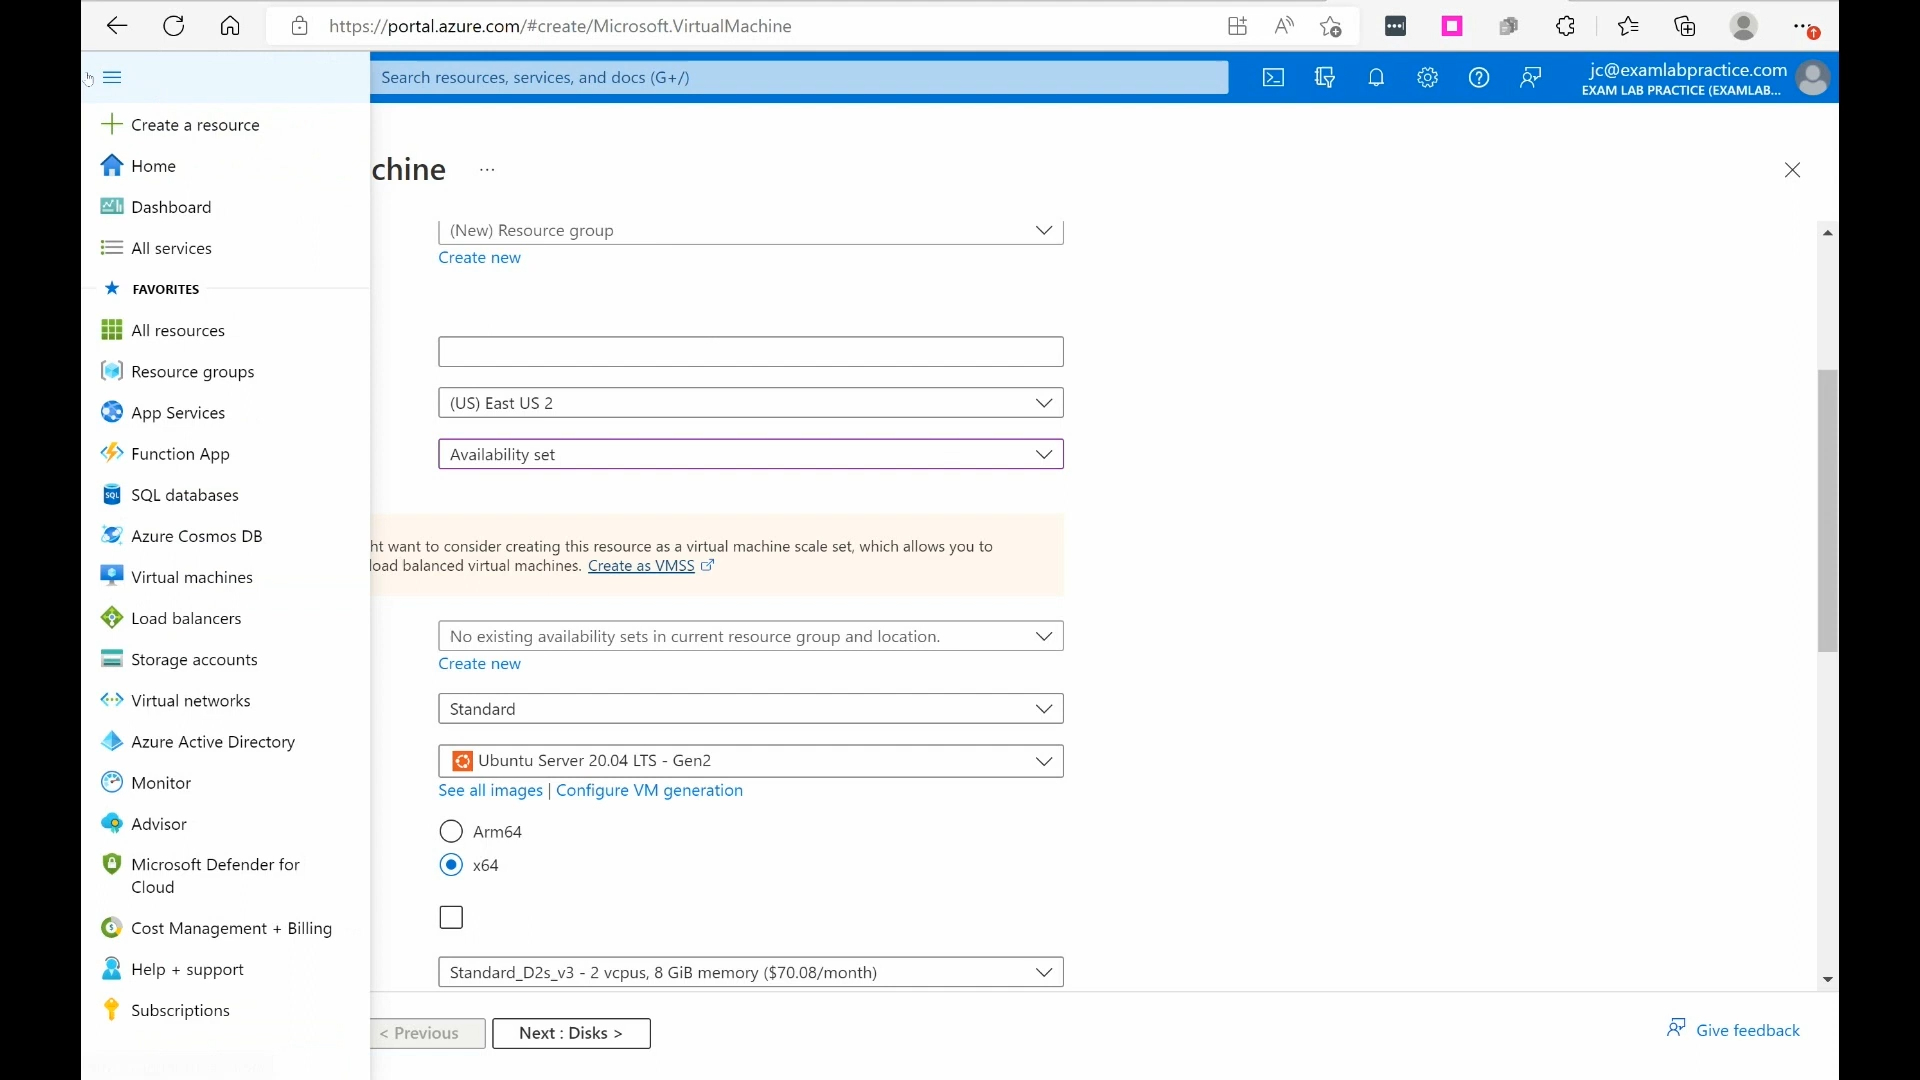 https://portal.azure.com/#create/Microsoft.VirtualMachine
Search resources, services, and docs (G+/)
jc@examlabpractice.com
EXAM LAB PRACTICE (EXAMLAB...
Create a resource
Home
Dashboard
All services
FAVORITES
All resources
Resource groups
App Services
Function App
SQL databases
Azure Cosmos DB
Virtual machines
Load balancers
Storage accounts
Virtual networks
Azure Active Directory
Monitor
Advisor
Microsoft Defender for
Cloud
Cost Management + Billing
Help + support
Subscriptions
chine ...
(New) Resource group
Create new
(US) East US 2
Availability set
ht want to consider creating this resource as a virtual machine scale set, which allows you to
load balanced virtual machines. Create as VMSS
No existing availability sets in current resource group and location.
Create new
Standard
Ubuntu Server 20.04 LTS - Gen2
See all images | Configure VM generation
Arm64
x64
Standard_D2s_v3 - 2 vcpus, 8 GiB memory ($70.08/month)
< Previous
Next : Disks >
Give feedback